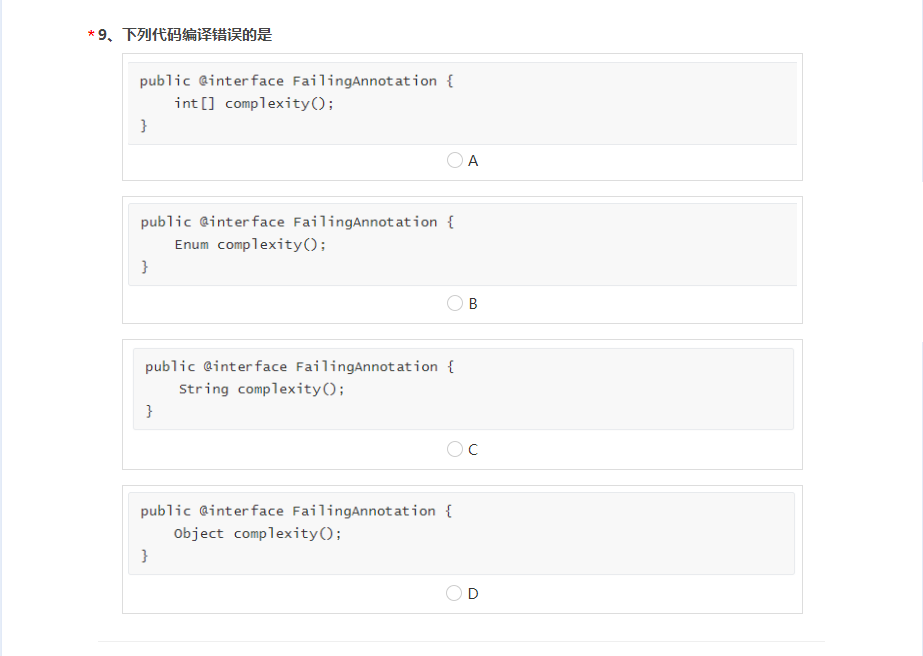 * 9、下列代码编译错误的是
public @interface FailingAnnotation {
    int[] complexity();
}
A
public @interface FailingAnnotation {
    Enum complexity();
}
B
public @interface FailingAnnotation {
    String complexity();
}
C
public @interface FailingAnnotation {
    Object complexity();
}
D